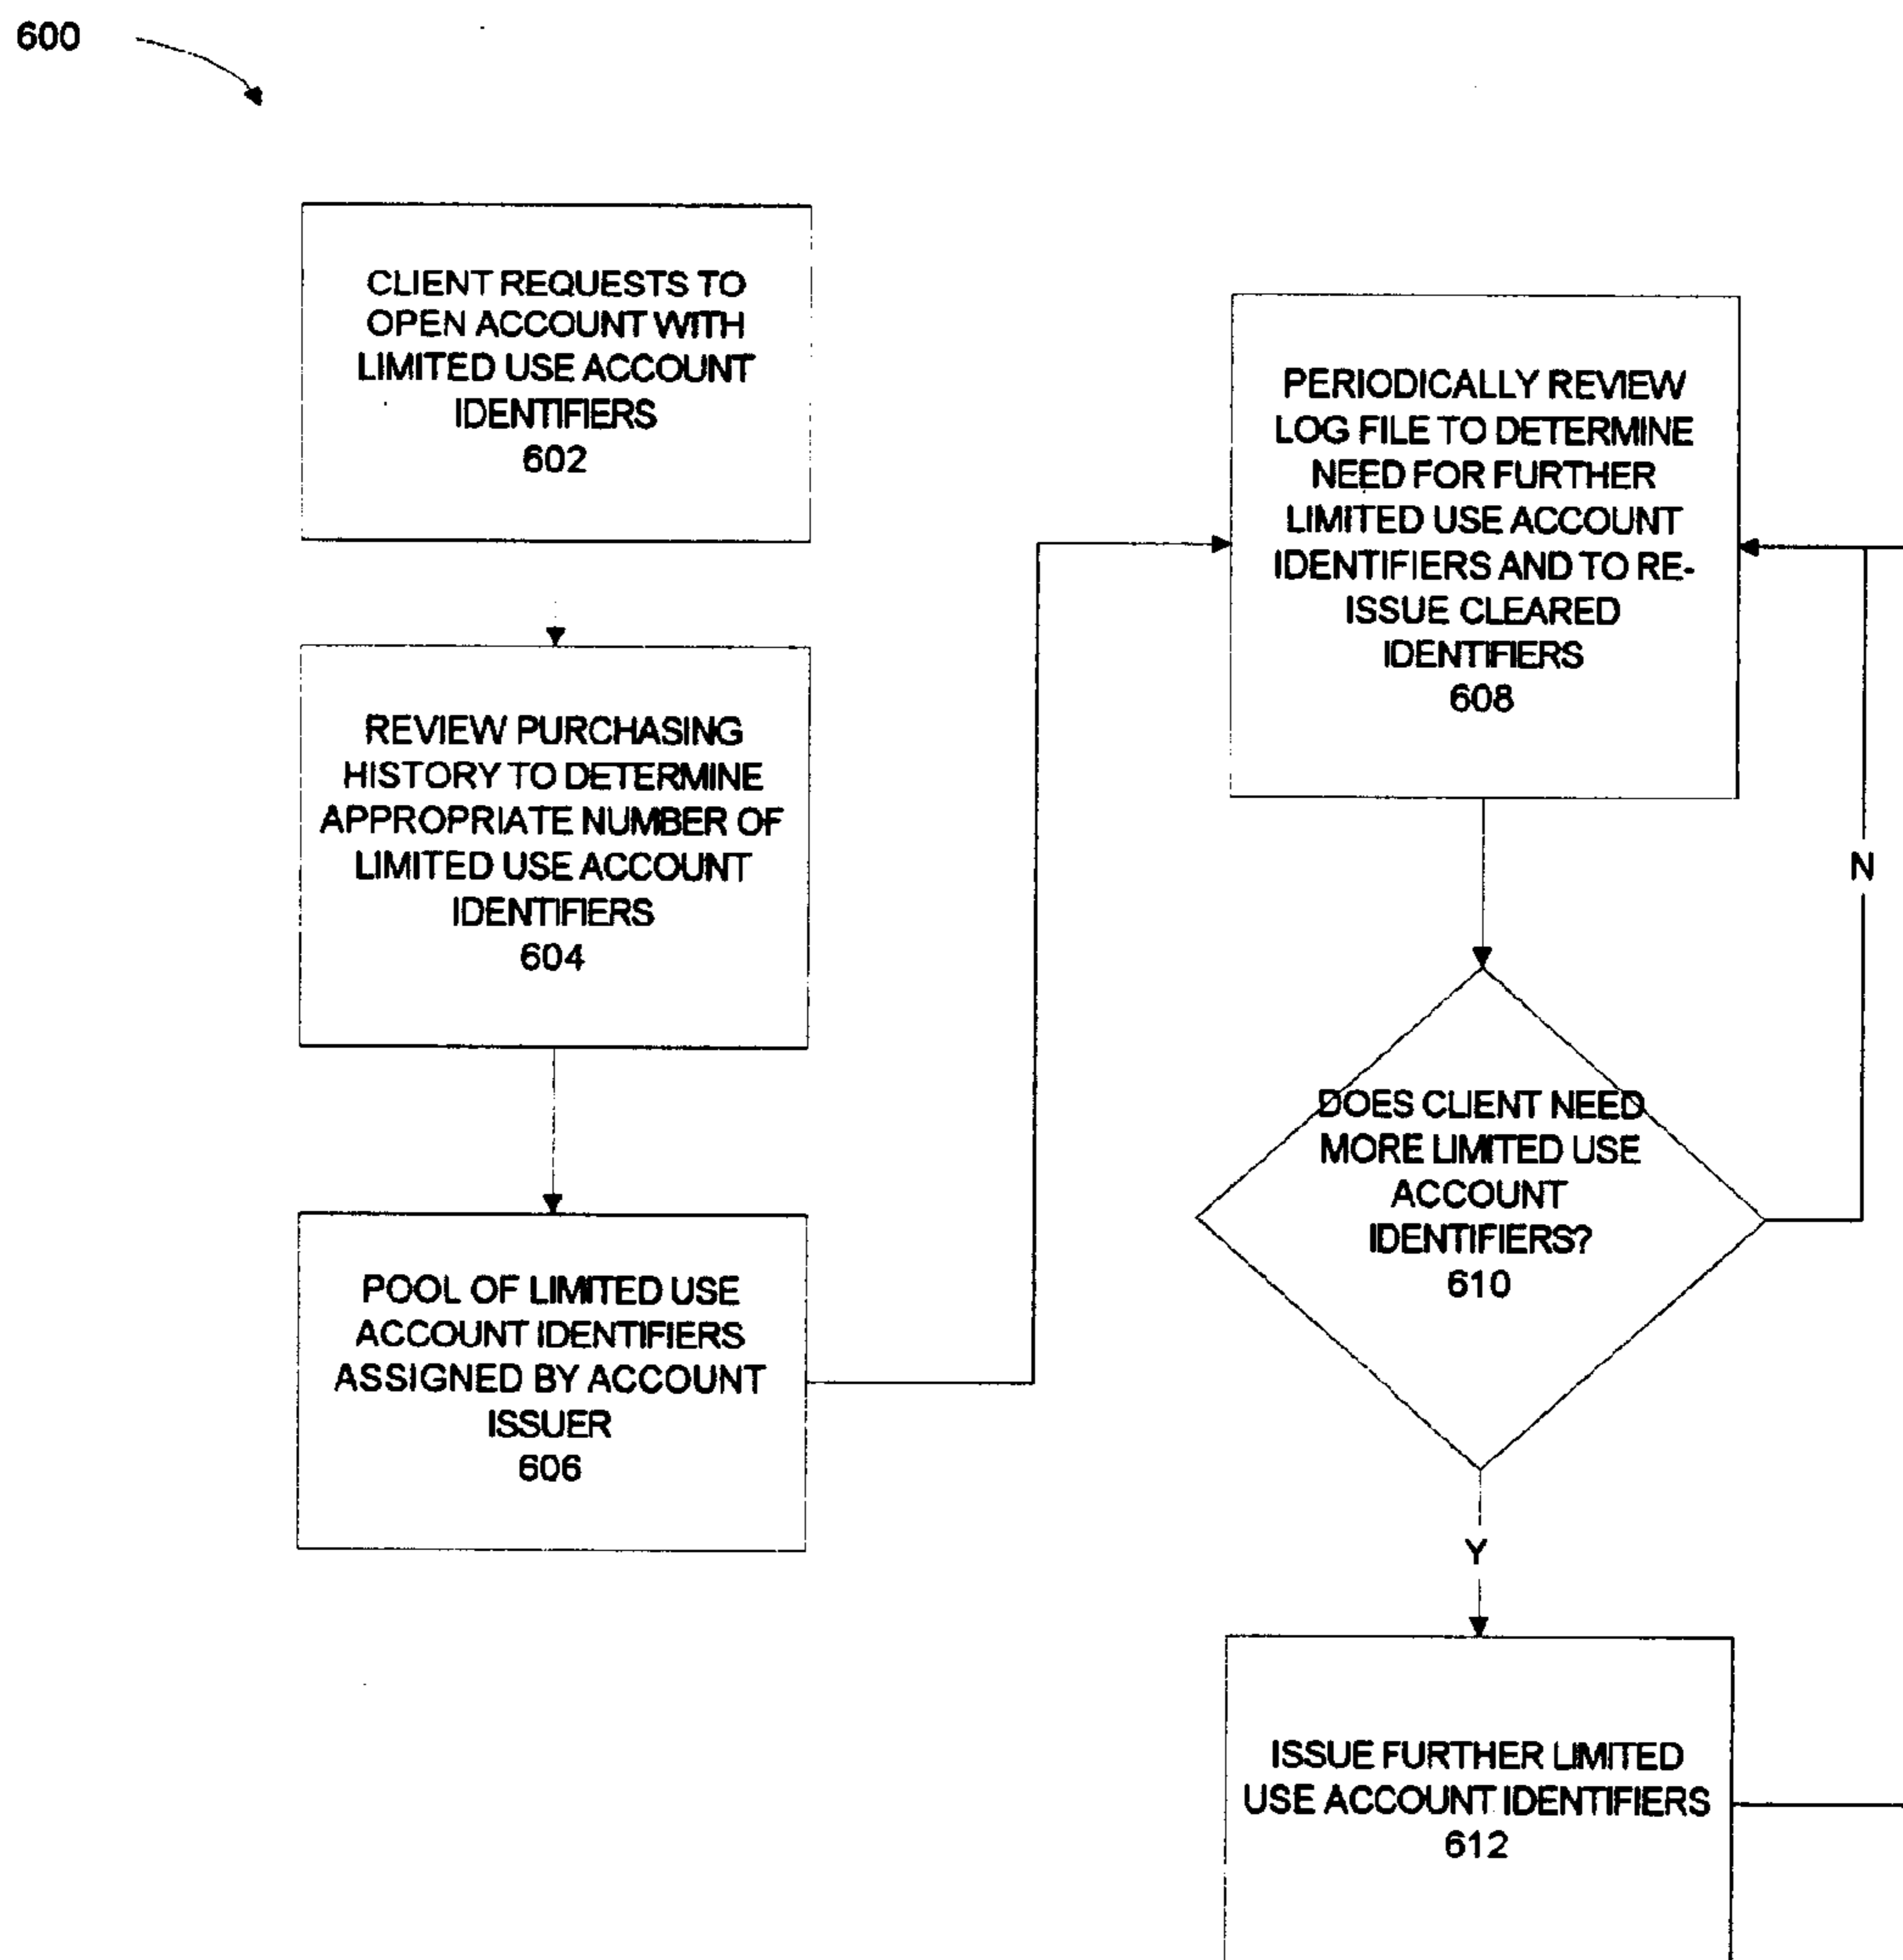 600
CLIENT REQUESTS TO
OPEN ACCOUNT WITH
LIMITED USE ACCOUNT
IDENTIFIERS
602
REVIEW PURCHASING
HISTORY TO DETERMINE
APPROPRIATE NUMBER OF
LIMITED USE ACCOUNT
IDENTIFIERS
604
POOL OF LIMITED USE
ACCOUNT IDENTIFIERS
ASSIGNED BY ACCOUNT
ISSUER
606
PERIODICALLY REVIEW
LOG FILE TO DETERMINE
NEED FOR FURTHER
LIMITED USE ACCOUNT
IDENTIFIERS AND TO RE-
ISSUE CLEARED
IDENTIFIERS
608
N
DOES CLIENT NEED
MORE LIMITED USE
ACCOUNT
IDENTIFIERS?
610
Y
ISSUE FURTHER LIMITED
USE ACCOUNT IDENTIFIERS
612